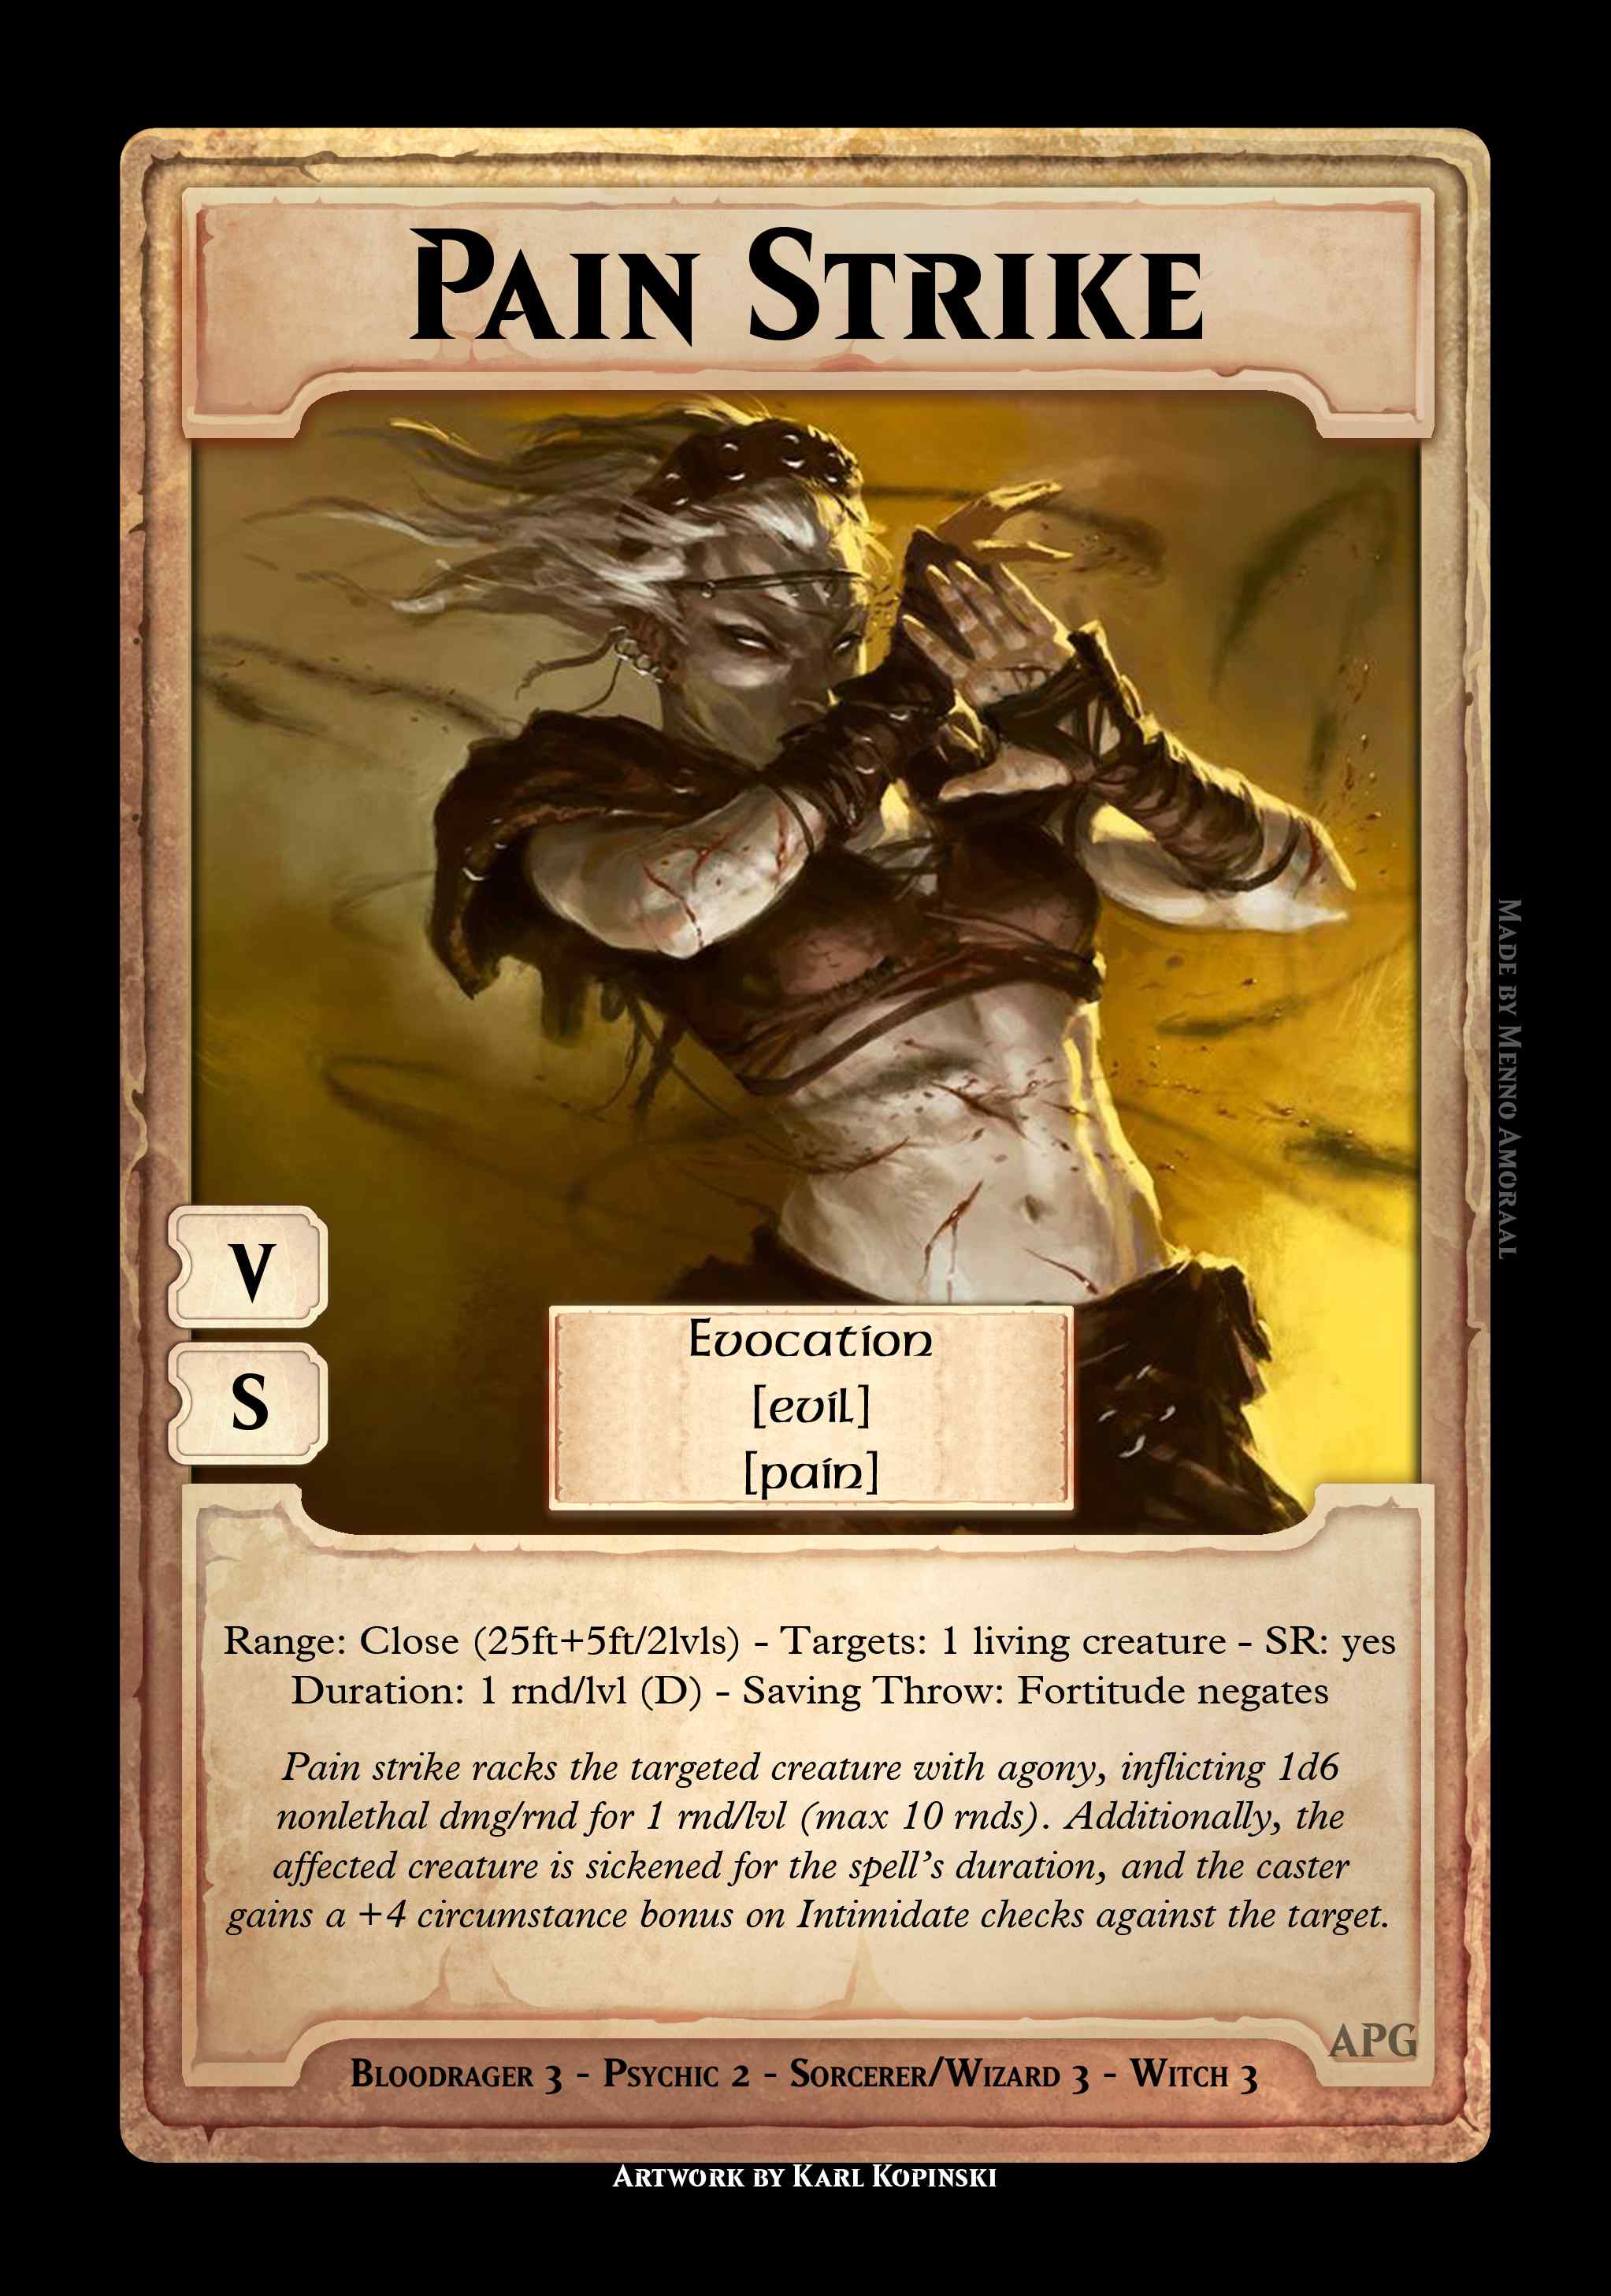 Pain Strike
V
S
Evocation
[evil]
[pain]
Range: Close (25ft+5ft/2lvls) - Targets: 1 living creature - SR: yes
Duration: 1 rnd/lvl (D) - Saving Throw: Fortitude negates
Pain strike racks the targeted creature with agony, inflicting 1d6
nonlethal dmg/rnd for 1 rnd/lvl (max 10 rnds). Additionally, the
affected creature is sickened for the spell's duration, and the caster
gains a +4 circumstance bonus on Intimidate checks against the target.
APG
Bloodrager 3 - Psychic 2 - Sorcerer/Wizard 3 - Witch 3
Artwork by Karl Kopinski
Made by Menno Amoraal